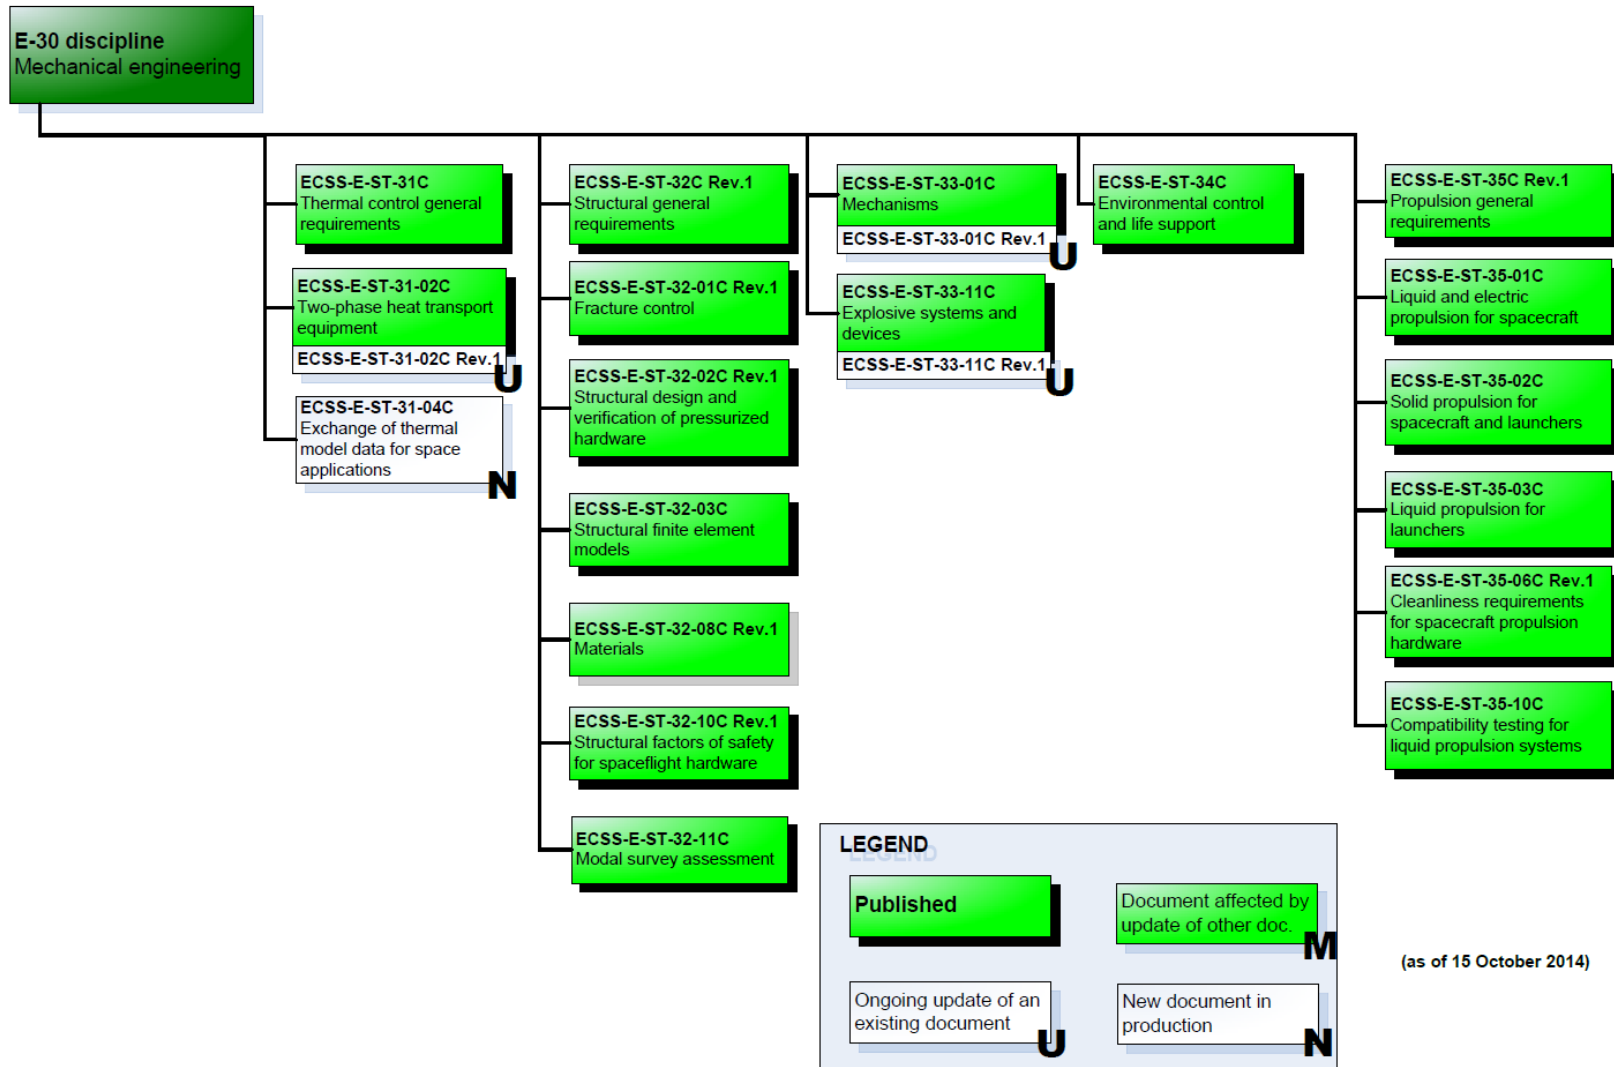 E-30 discipline
Mechanical engineering
ECSS-E-ST-31C
Thermal control general
requirements
ECSS-E-ST-31-02C
Two-phase heat transport
equipment
ECSS-E-ST-31-02C Rev.1
U
ECSS-E-ST-31-04C
Exchange of thermal
model data for space
applications
N
ECSS-E-ST-32C Rev.1
Structural general
requirements
ECSS-E-ST-32-01C Rev.1
Fracture control
ECSS-E-ST-32-02C Rev.1
Structural design and
verification of pressurized
hardware
ECSS-E-ST-32-03C
Structural finite element
models
ECSS-E-ST-32-08C Rev.1
Materials
ECSS-E-ST-32-10C Rev.1
Structural factors of safety
for spaceflight hardware
ECSS-E-ST-32-11C
Modal survey assessment
ECSS-E-ST-33-01C
Mechanisms
ECSS-E-ST-33-01C Rev.1
U
ECSS-E-ST-33-11C
Explosive systems and
devices
ECSS-E-ST-33-11C Rev.1
U
ECSS-E-ST-34C
Environmental control
and life support
ECSS-E-ST-35C Rev.1
Propulsion general
requirements
ECSS-E-ST-35-01C
Liquid and electric
propulsion for spacecraft
ECSS-E-ST-35-02C
Solid propulsion for
spacecraft and launchers
ECSS-E-ST-35-03C
Liquid propulsion for
launchers
ECSS-E-ST-35-06C Rev.1
Cleanliness requirements
for spacecraft propulsion
hardware
ECSS-E-ST-35-10C
Compatibility testing for
liquid propulsion systems
LEGEND
Published
Document affected by
update of other doc.
M
Ongoing update of an
existing document
U
New document in
production
N
(as of 15 October 2014)